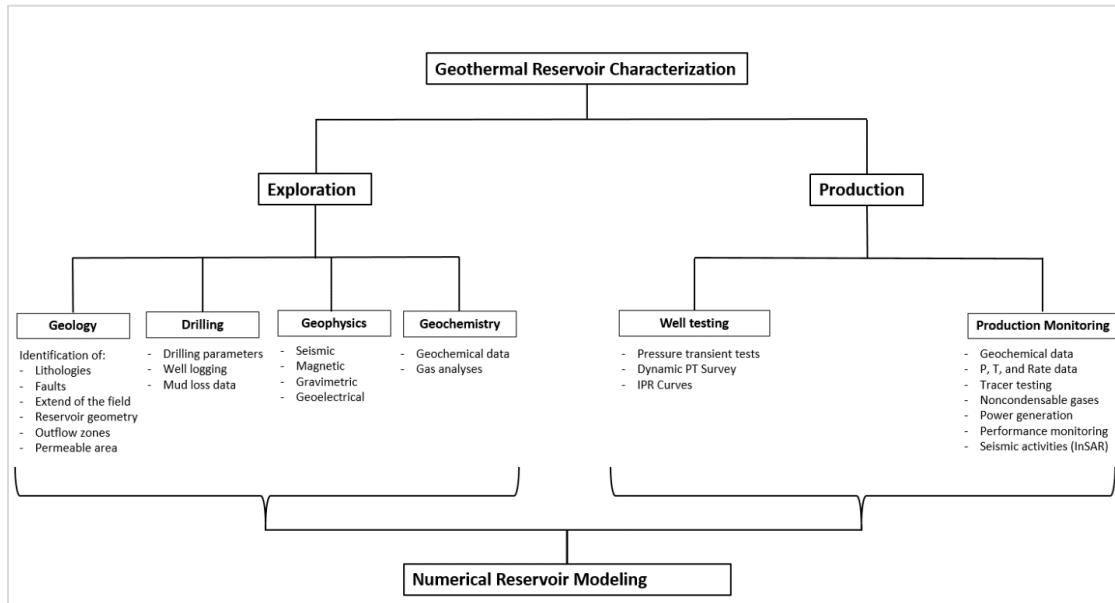 Geothermal Reservoir Characterization
Exploration
Production
Geology
Identification of:
- Lithologies
- Faults
- Extend of the field
- Reservoir geometry
- Outflow zones
- Permeable area
Drilling
- Drilling parameters
- Well logging
- Mud loss data
Geophysics
- Seismic
- Magnetic
- Gravimetric
- Geoelectrical
Geochemistry
- Geochemical data
- Gas analyses
Well testing
- Pressure transient tests
- Dynamic PT Survey
- IPR Curves
Production Monitoring
- Geochemical data
- P, T, and Rate data
- Tracer testing
- Noncondensable gases
- Power generation
- Performance monitoring
- Seismic activities (InSAR)
Numerical Reservoir Modeling